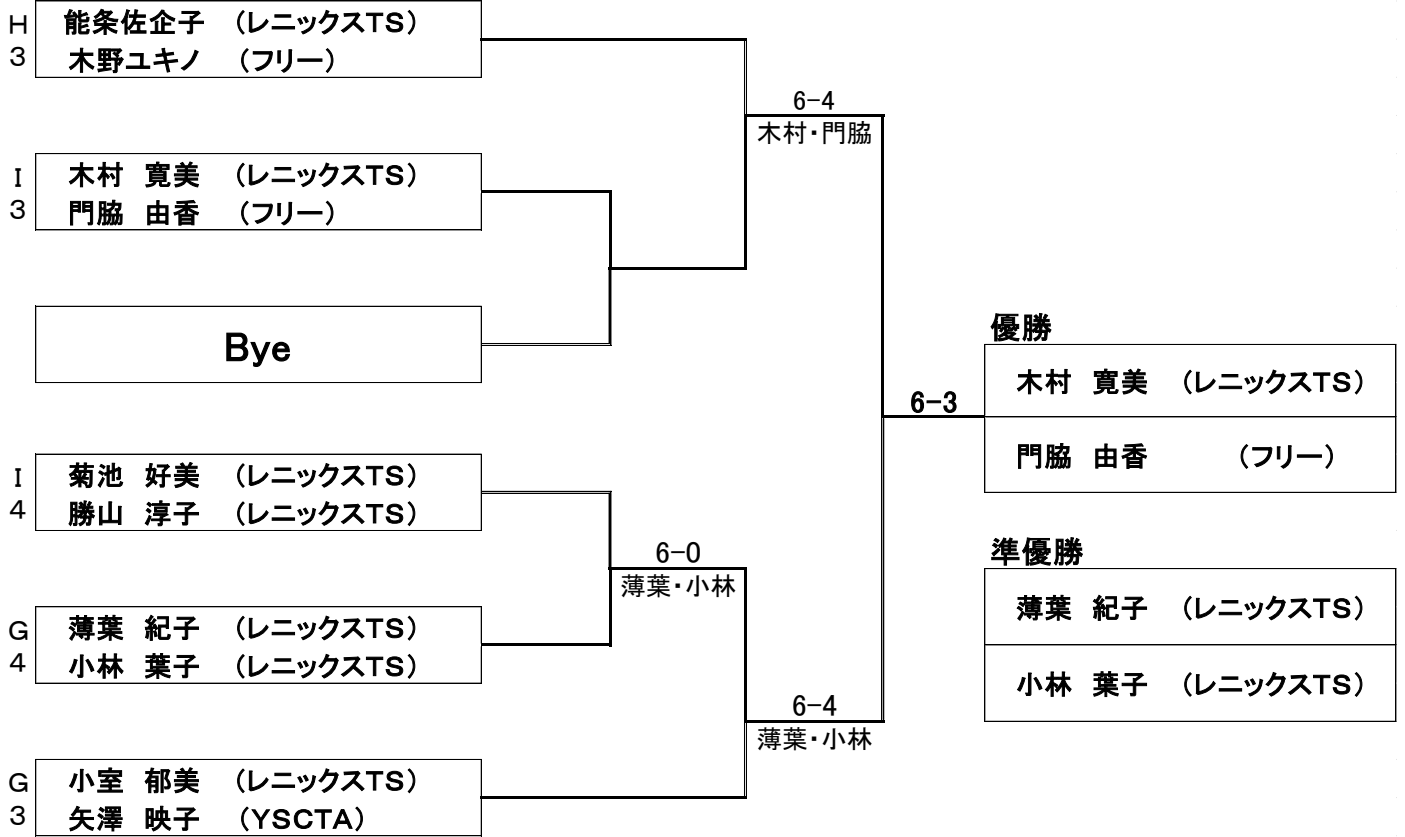 H 能条佐企子 (レニックスTS)
3 木野ユキノ (フリー)
6-4
木村・門脇
I 木村 寛美 (レニックスTS)
3 門脇 由香 (フリー)
Bye
優勝
木村 寛美 (レニックスTS)
6-3
門脇 由香 (フリー)
I 菊池 好美 (レニックスTS)
4 勝山 淳子 (レニックスTS)
6-0
薄葉・小林
準優勝
薄葉 紀子 (レニックスTS)
小林 葉子 (レニックスTS)
G 薄葉 紀子 (レニックスTS)
4 小林 葉子 (レニックスTS)
6-4
薄葉・小林
G 小室 郁美 (レニックスTS)
3 矢澤 映子 (YSCTA)